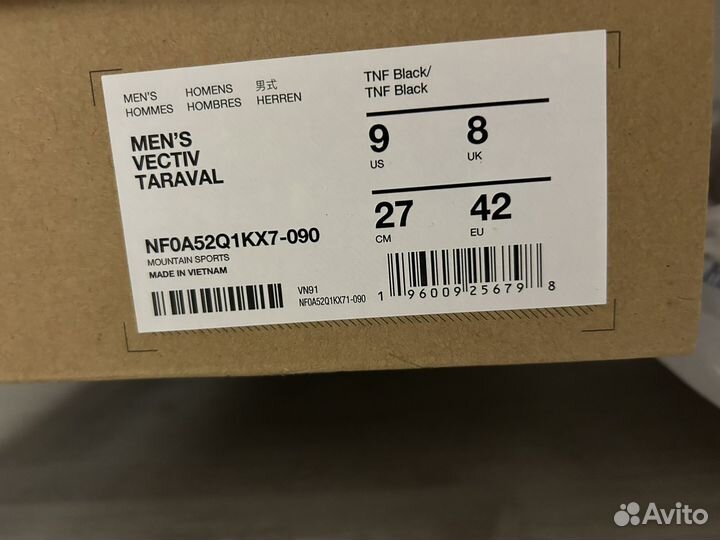 MEN'S HOMENS 男式
HOMMES HOMBRES HERREN
MEN'S
VECTIV
TARAVAL
NF0A52Q1KX7-090
MOUNTAIN SPORTS
MADE IN VIETNAM
VN91
NF0A52Q1KX71-090
TNF Black/
TNF Black
9 8
US UK
27 42
CM EU
1 96009 25679 8
Avito